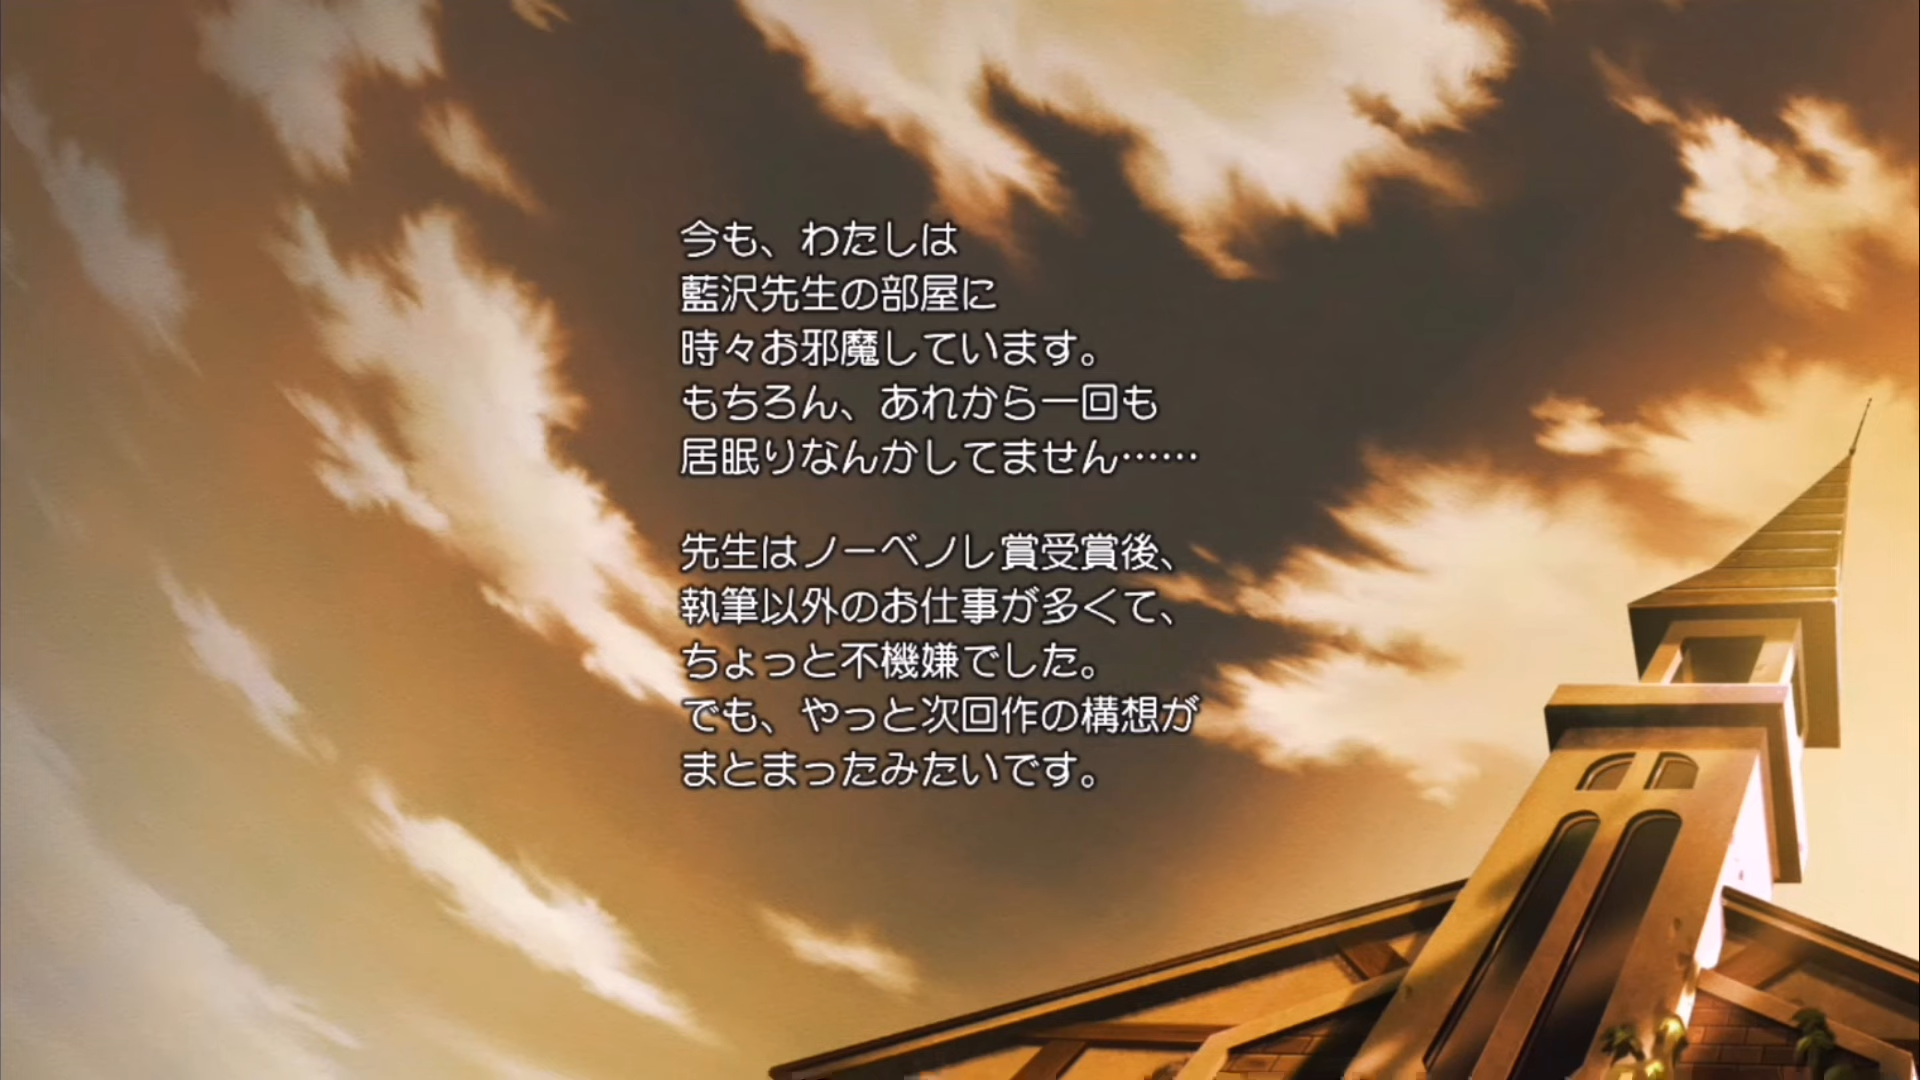 今も、わたしは
藍沢先生の部屋に
時々お邪魔しています。
もちろん、あれから一回も
居眠りなんかしてません……
先生はノーベノレ賞受賞後、
執筆以外のお仕事が多くて、
ちょっと不機嫌でした。
でも、やっと次回作の構想が
まとまったみたいです。